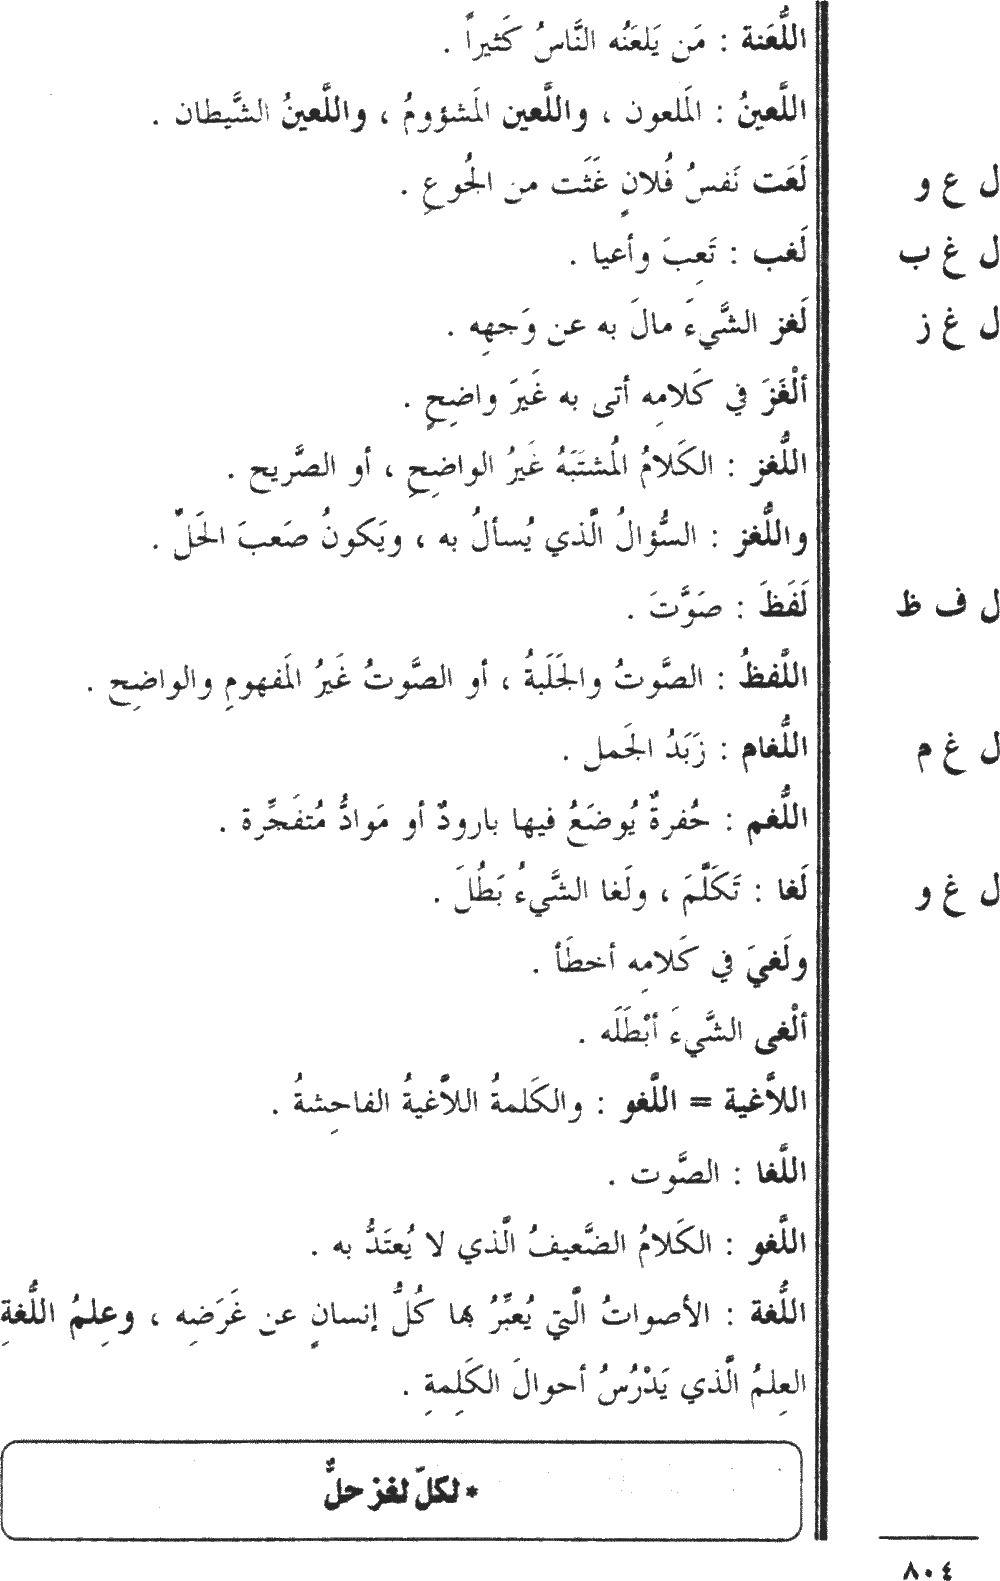 اللُّعَنة : مَن يَلعَنُه النَّاسُ كَثيراً .
اللَّعينُ : المَلعون ، واللَّعين المَشؤومُ ، واللَّعينُ الشَّيطان .
ل ع و لَعَت نَفسُ فُلانٍ غَثَت من الجُوعِ .
ل غ ب لَغب : تَعِبَ وأعيا .
ل غ ز لَغز الشَّيءَ مالَ به عن وَجهِه .
ألْغَزَ في كَلامِه أتى به غَيرَ واضِحٍ .
اللُّغز : الكَلامُ المُشتَبَهُ غَيرُ الواضِحِ ، أو الصَّريح .
واللُّغز : السُّؤالُ الَّذي يُسألُ به ، ويَكونُ صَعبَ الحَلِّ .
ل ف ظ لَفَظَ : صَوَّتَ .
اللَّفظُ : الصَّوتُ والجَلَبةُ ، أو الصَّوتُ غَيرُ المَفهومِ والواضِح .
ل غ م اللُّغام : زَبَدُ الجَمل .
اللُّغم : حُفرةٌ يُوضَعُ فيها بارودٌ أو مَوادُّ مُتفَجِّرة .
ل غ و لَغا : تَكَلَّمَ ، ولَغا الشَّيءُ بَطُلَ .
ولَغيَ في كَلامِه أخطَأ .
ألْغى الشَّيءَ أبْطَلَه .
اللاَّغية = اللَّغو : والكَلمةُ اللاَّغيةُ الفاحِشةُ .
اللَّغا : الصَّوت .
اللَّغو : الكَلامُ الضَّعيفُ الَّذي لا يُعتَدُّ به .
اللُّغة : الأصواتُ الَّتي يُعبِّرُ بها كُلُّ إنسانٍ عن غَرَضِه ، وعِلمُ اللُّغةِ
العِلمُ الَّذي يَدْرُسُ أحوالَ الكَلِمةِ .
* لكلّ لغز حلٌّ
٨٠٤